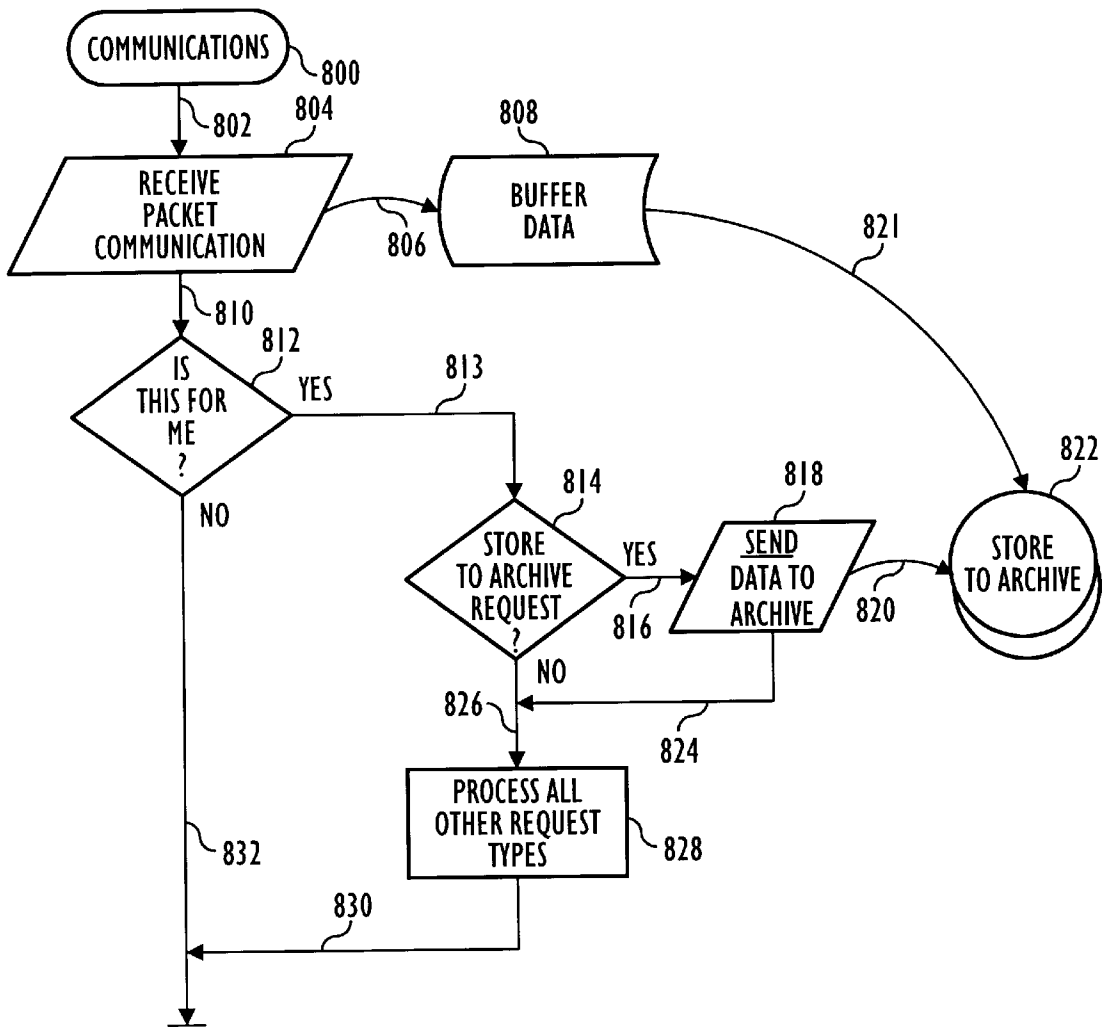 COMMUNICATIONS
800
802
804
RECEIVE
PACKET
COMMUNICATION
806
808
BUFFER
DATA
821
810
812
IS
THIS FOR
ME
?
YES
813
NO
814
STORE
TO ARCHIVE
REQUEST
?
YES
816
818
SEND
DATA TO
ARCHIVE
820
822
STORE
TO ARCHIVE
NO
826
824
PROCESS ALL
OTHER REQUEST
TYPES
828
832
830